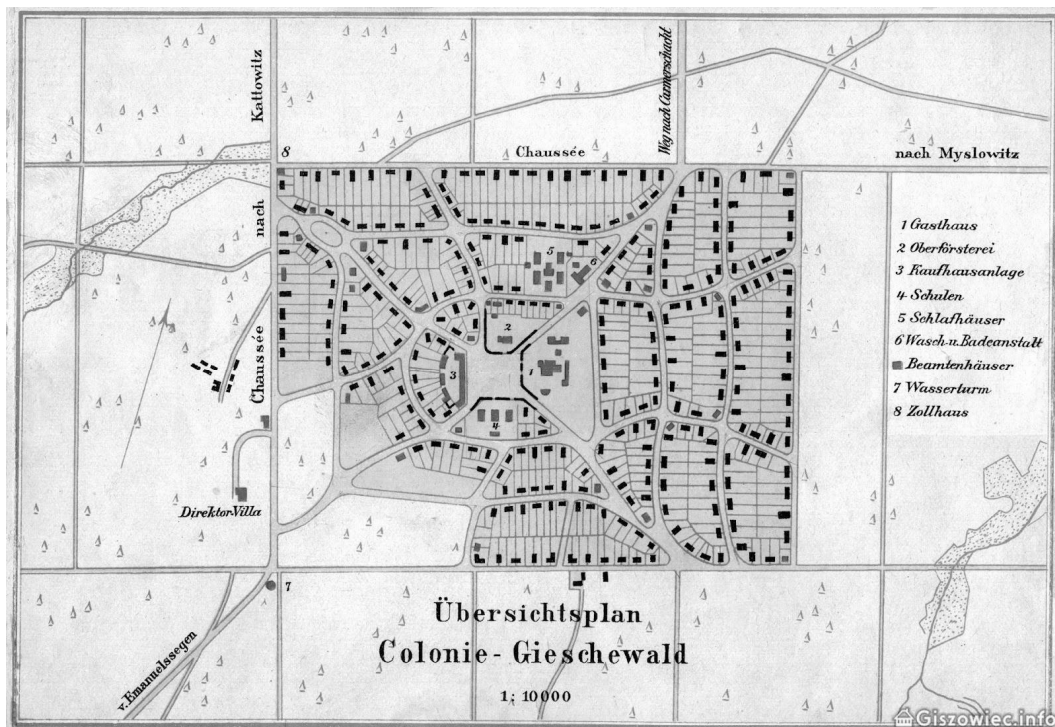 Kattowitz
nach
Chaussée
8
Chaussée
Weg nach Carmerschacht
nach Myslowitz
1 Gasthaus
2 Oberförsterei
3 Kaufhausanlage
4 Schulen
5 Schlafhäuser
6 Wasch. u. Badeanstalt
Beamtenhäuser
7 Wasserturm
8 Zollhaus
5
6
2
1
3
4
Direktor-Villa
7
v. Emanuelssegen
Übersichtsplan
Colonie - Gieschewald
1 : 10000
Giszowiec.info